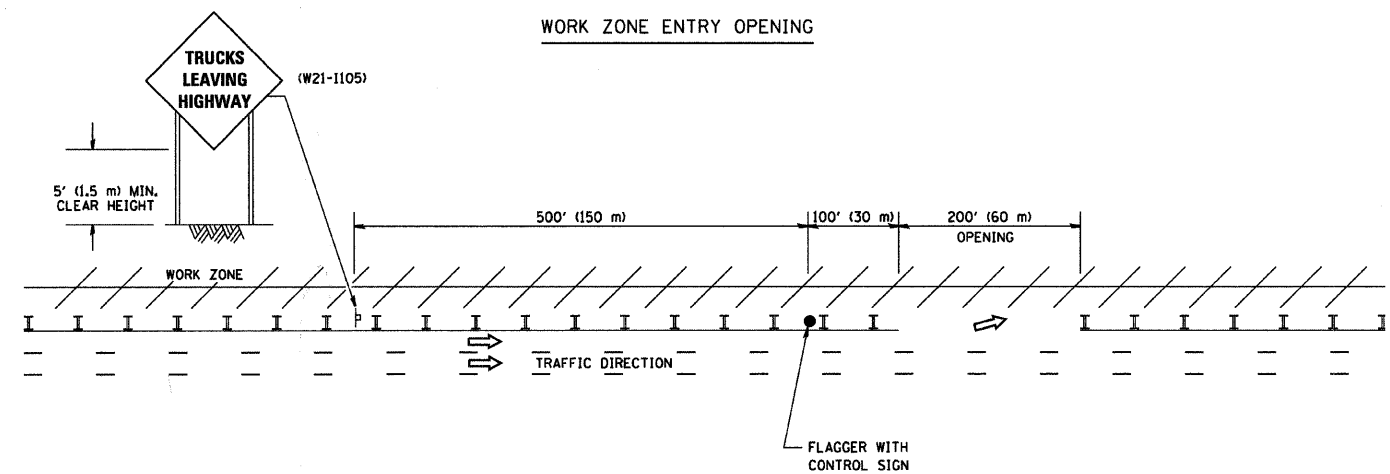 WORK ZONE ENTRY OPENING
TRUCKS
LEAVING
HIGHWAY
(W21-I105)
5' (1.5 m) MIN.
CLEAR HEIGHT
500' (150 m)
100' (30 m)
200' (60 m)
OPENING
WORK ZONE
TRAFFIC DIRECTION
FLAGGER WITH
CONTROL SIGN